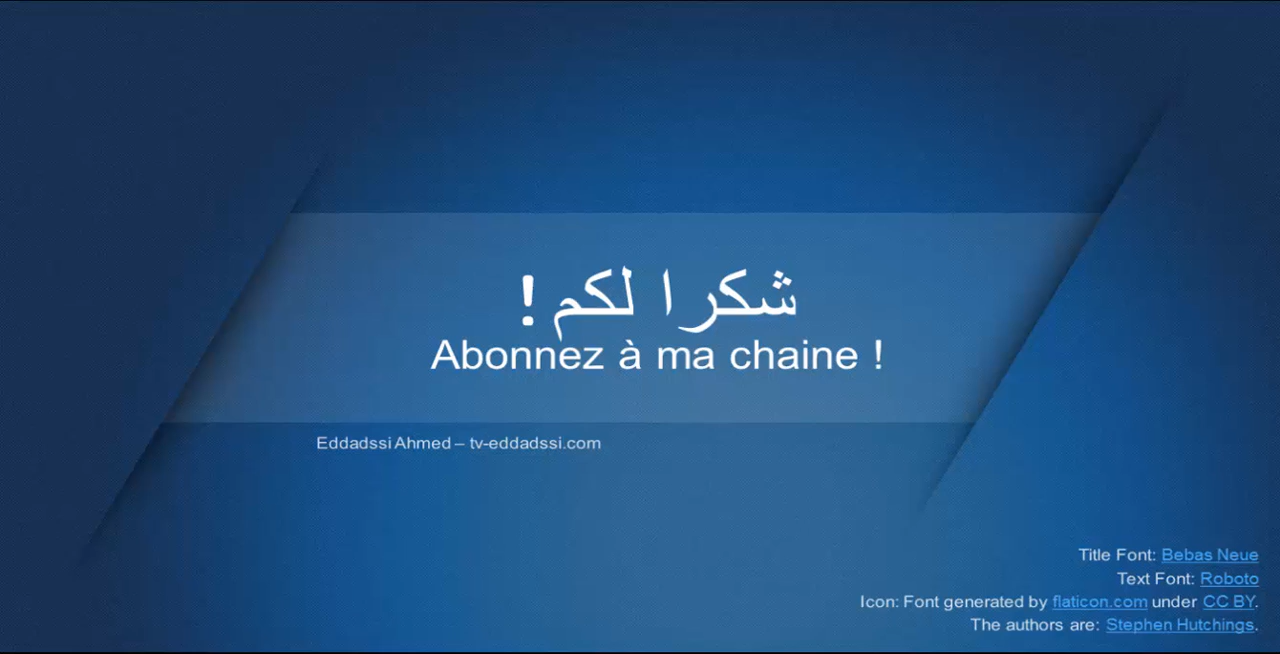 شكرا لكم !
Abonnez à ma chaine !
Eddadssi Ahmed – tv-eddadssi.com
Title Font: Bebas Neue
Text Font: Roboto
Icon: Font generated by flaticon.com under CC BY.
The authors are: Stephen Hutchings.